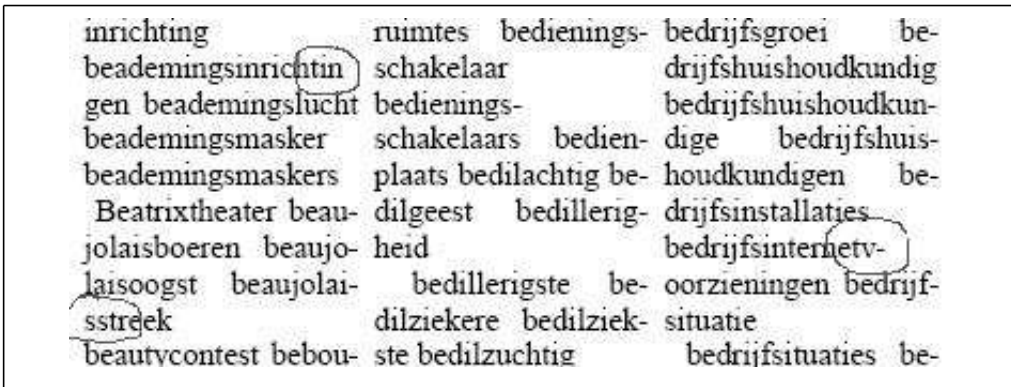 inrichting
beademingsinrichtin
gen beademingslucht
beademingsmasker
beademingsmaskers
Beatrixtheater beau-
jolaisboeren beaujo-
laisoogst beaujolai-
sstreek
beautycontest bebou-
ruimtes bedienings-
schakelaar
bedienings-
schakelaars bedien-
plaats bedilachtig be-
dilgeest bedillerig-
heid
bedillerigste be-
dilziekere bedilziek-
ste bedilzuchtig
bedrijfsgroei be-
drijfshuishoudkundig
bedrijfshuishoudkun-
dige bedrijfshuis-
houdkundigen be-
drijfsinstallaties
bedrijfsinternetv-
oorzieningen bedrijf-
situatie
bedrijfsituaties be-